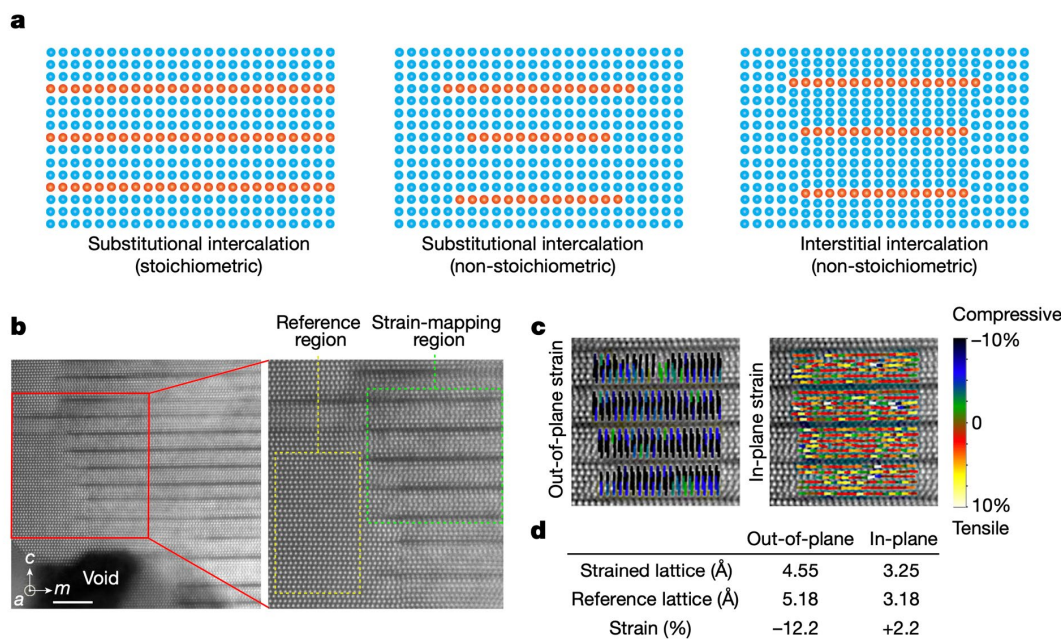 a
Substitutional intercalation
(stoichiometric)
Substitutional intercalation
(non-stoichiometric)
Interstitial intercalation
(non-stoichiometric)
b
Reference
region
Strain-mapping
region
c
a
m
Void
c
Out-of-plane strain
In-plane strain
Compressive
–10%
0
10%
Tensile
d
Out-of-plane In-plane
Strained lattice (Å) 4.55 3.25
Reference lattice (Å) 5.18 3.18
Strain (%) –12.2 +2.2